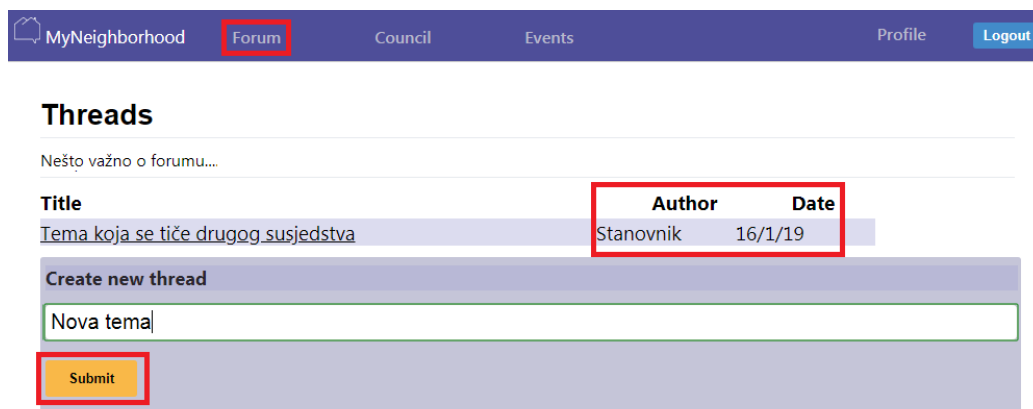 MyNeighborhood Forum Council Events Profile Logout
Threads
Nešto važno o forumu....
Title Author Date
Tema koja se tiče drugog susjedstva Stanovnik 16/1/19
Create new thread
Nova tema
Submit